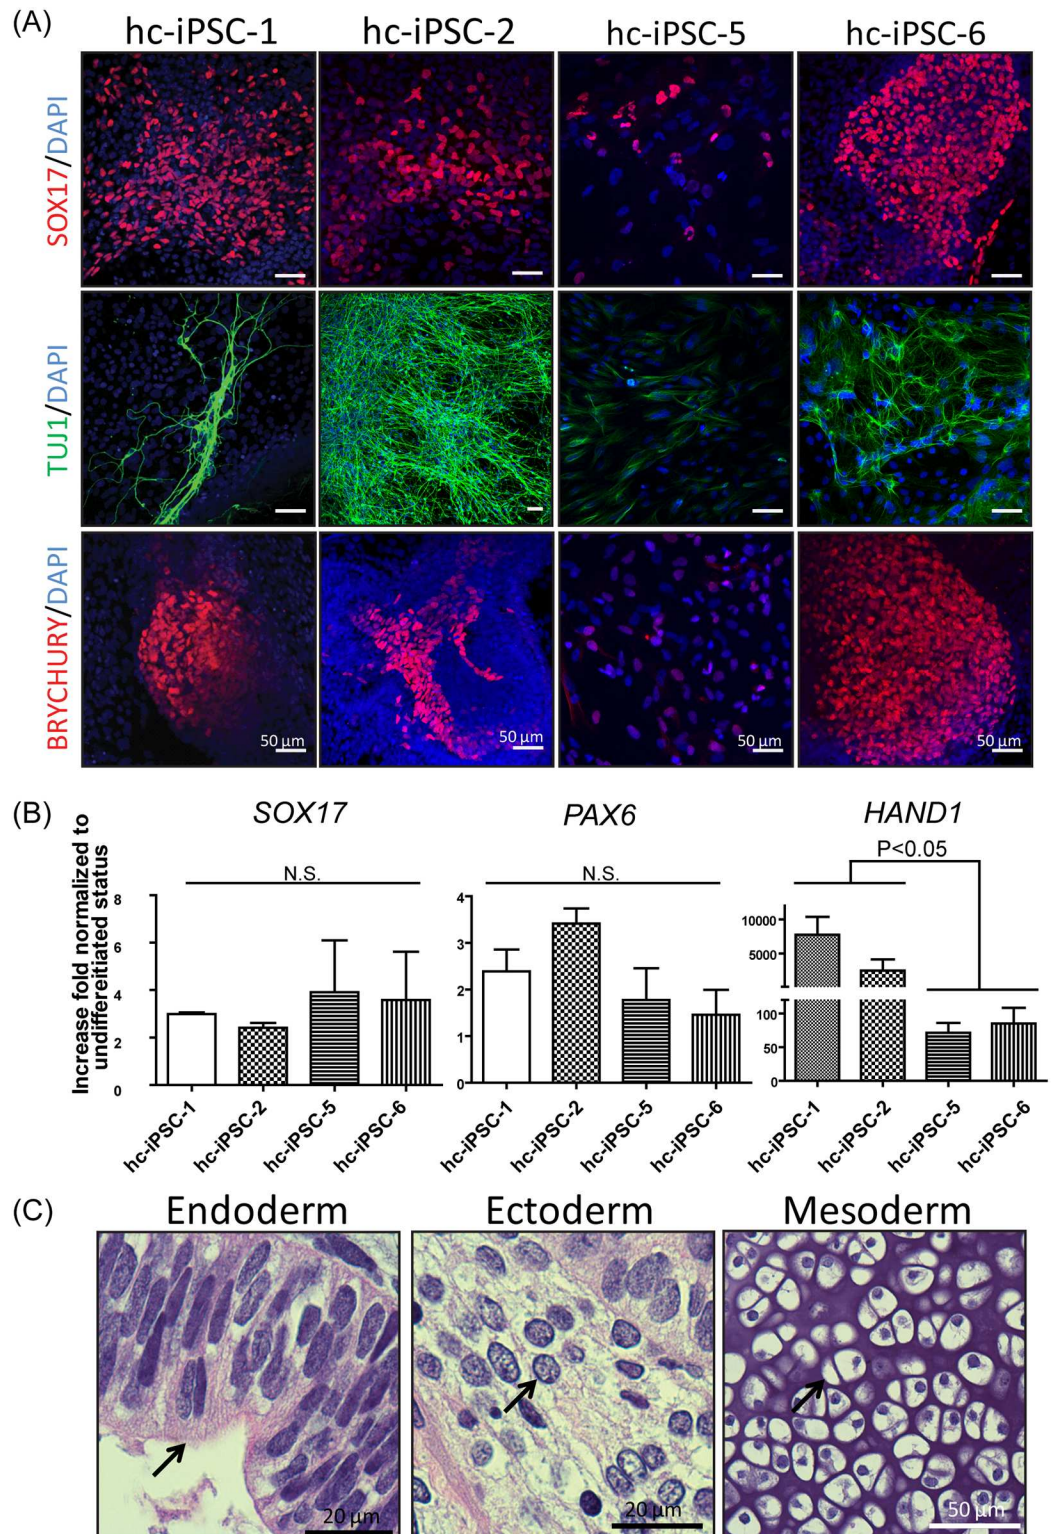 (A)
hc-iPSC-1 hc-iPSC-2 hc-iPSC-5 hc-iPSC-6
SOX17/DAPI
TUJ1/DAPI
BRYCHURY/DAPI
50 µm 50 µm 50 µm 50 µm
(B)
Increase fold normalized to
undiffereitiated status
SOX17
N.S.
8
6
4
2
0
hc-iPSC-1 hc-iPSC-2 hc-iPSC-5 hc-iPSC-6
PAX6
N.S.
4
3
2
1
0
hc-iPSC-1 hc-iPSC-2 hc-iPSC-5 hc-iPSC-6
HAND1
P<0.05
10000
5000
100
50
0
hc-iPSC-1 hc-iPSC-2 hc-iPSC-5 hc-iPSC-6
(C)
Endoderm Ectoderm Mesoderm
20 µm 20 µm 50 µm